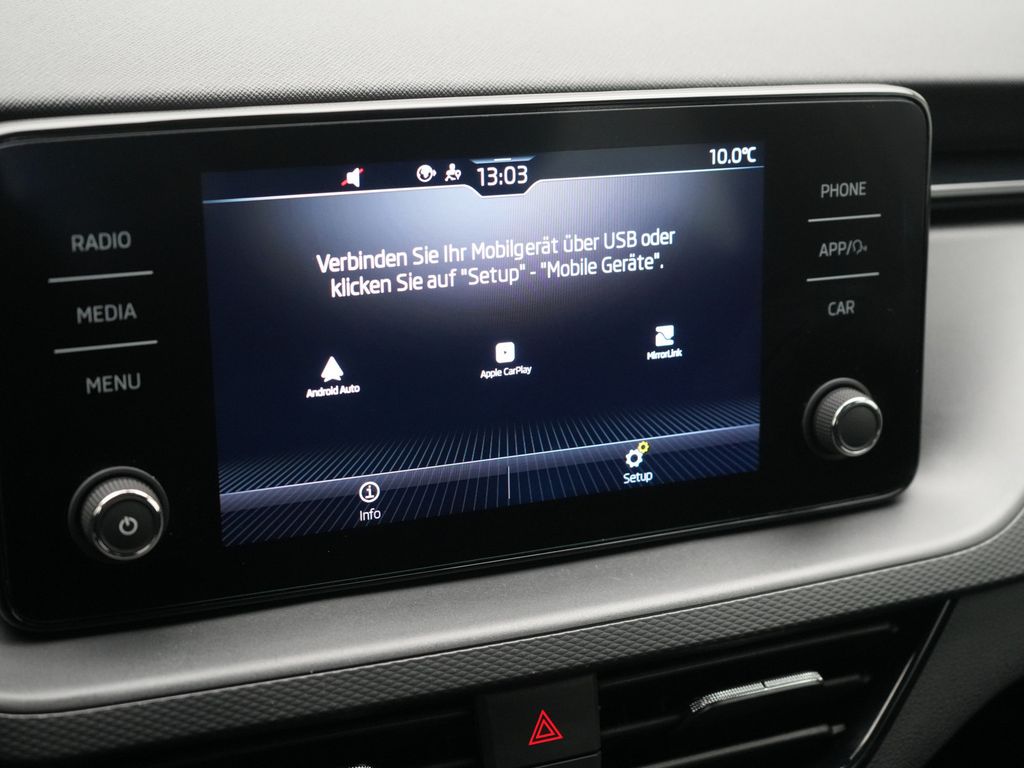 13:03
10.0°C
Verbinden Sie Ihr Mobilgerät über USB oder
klicken Sie auf "Setup" - "Mobile Geräte".
Android Auto
Apple CarPlay
MirrorLink
Info
Setup
RADIO
MEDIA
MENU
PHONE
APP/
CAR